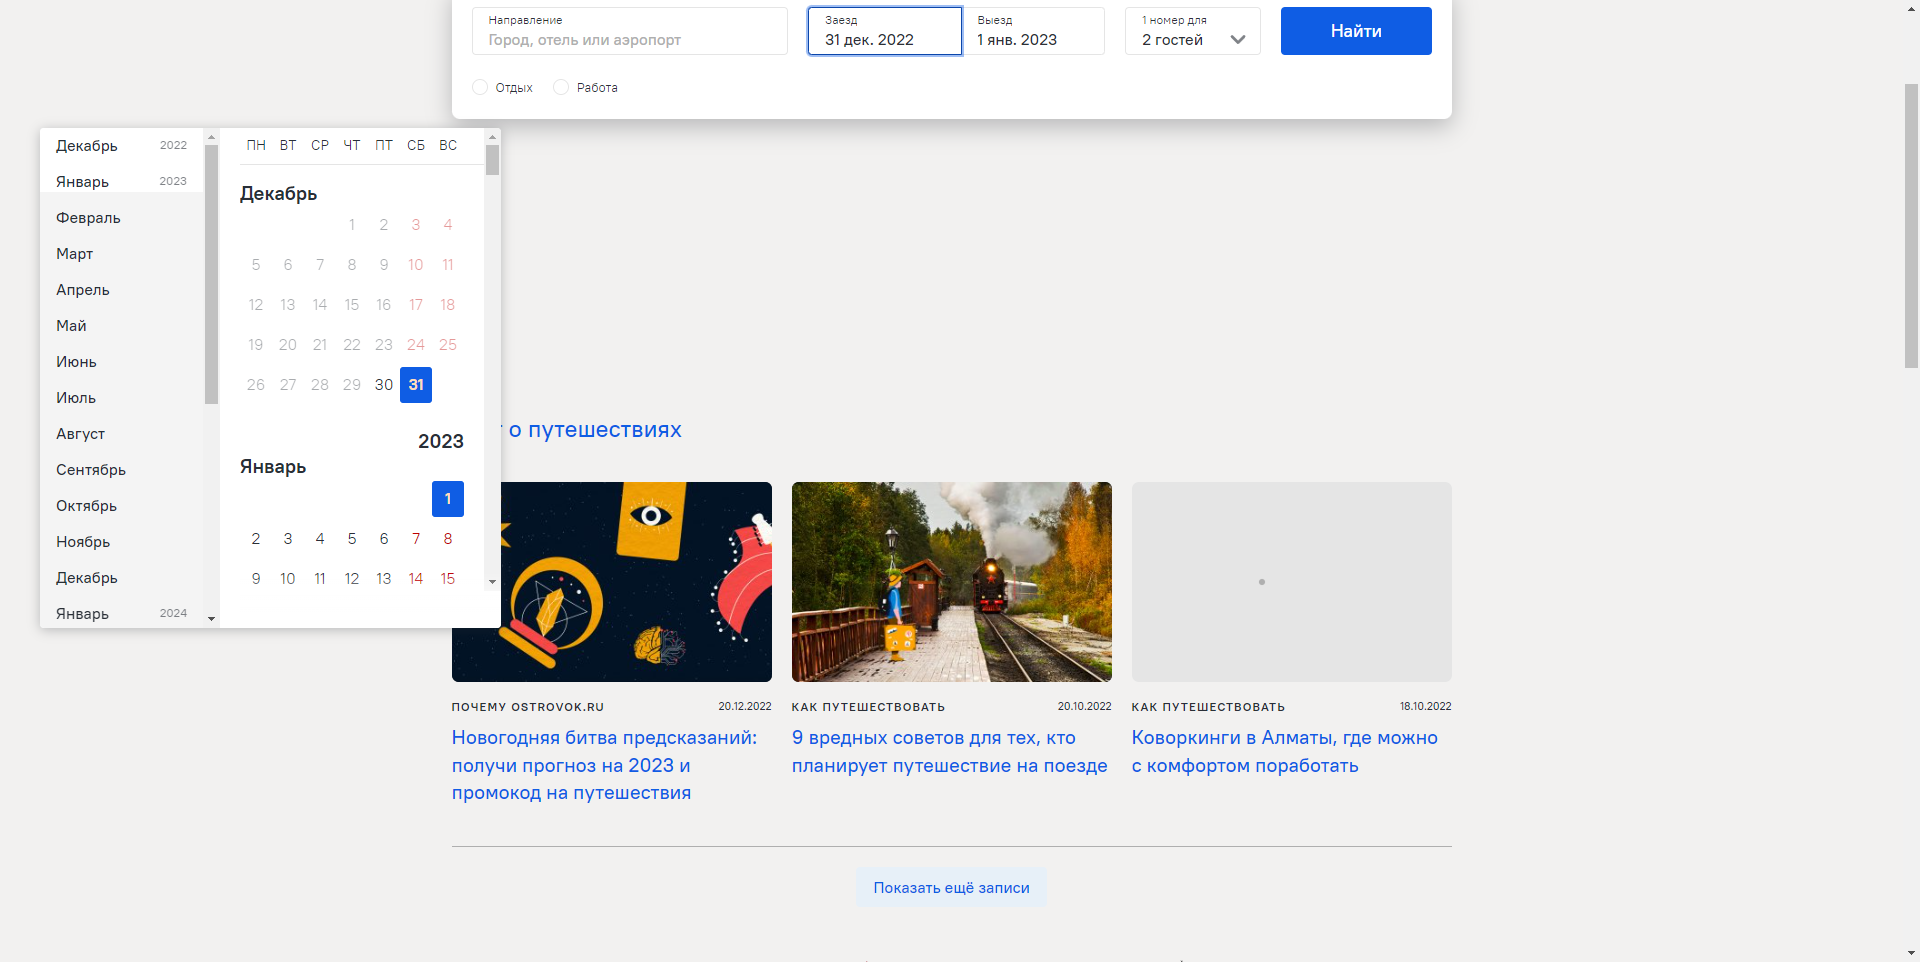 Направление
Город, отель или аэропорт
Заезд
31 дек. 2022
Выезд
1 янв. 2023
1 номер для
2 гостей
Найти
Отдых
Работа
Декабрь 2022
Январь 2023
Февраль
Март
Апрель
Май
Июнь
Июль
Август
Сентябрь
Октябрь
Ноябрь
Декабрь
Январь 2024
ПН ВТ СР ЧТ ПТ СБ ВС
Декабрь
1 2 3 4
5 6 7 8 9 10 11
12 13 14 15 16 17 18
19 20 21 22 23 24 25
26 27 28 29 30 31
2023
Январь
1
2 3 4 5 6 7 8
9 10 11 12 13 14 15
о путешествиях
ПОЧЕМУ OSTROVOK.RU 20.12.2022
Новогодняя битва предсказаний:
получи прогноз на 2023 и
промокод на путешествия
КАК ПУТЕШЕСТВОВАТЬ 20.10.2022
9 вредных советов для тех, кто
планирует путешествие на поезде
КАК ПУТЕШЕСТВОВАТЬ 18.10.2022
Коворкинги в Алматы, где можно
с комфортом поработать
Показать ещё записи